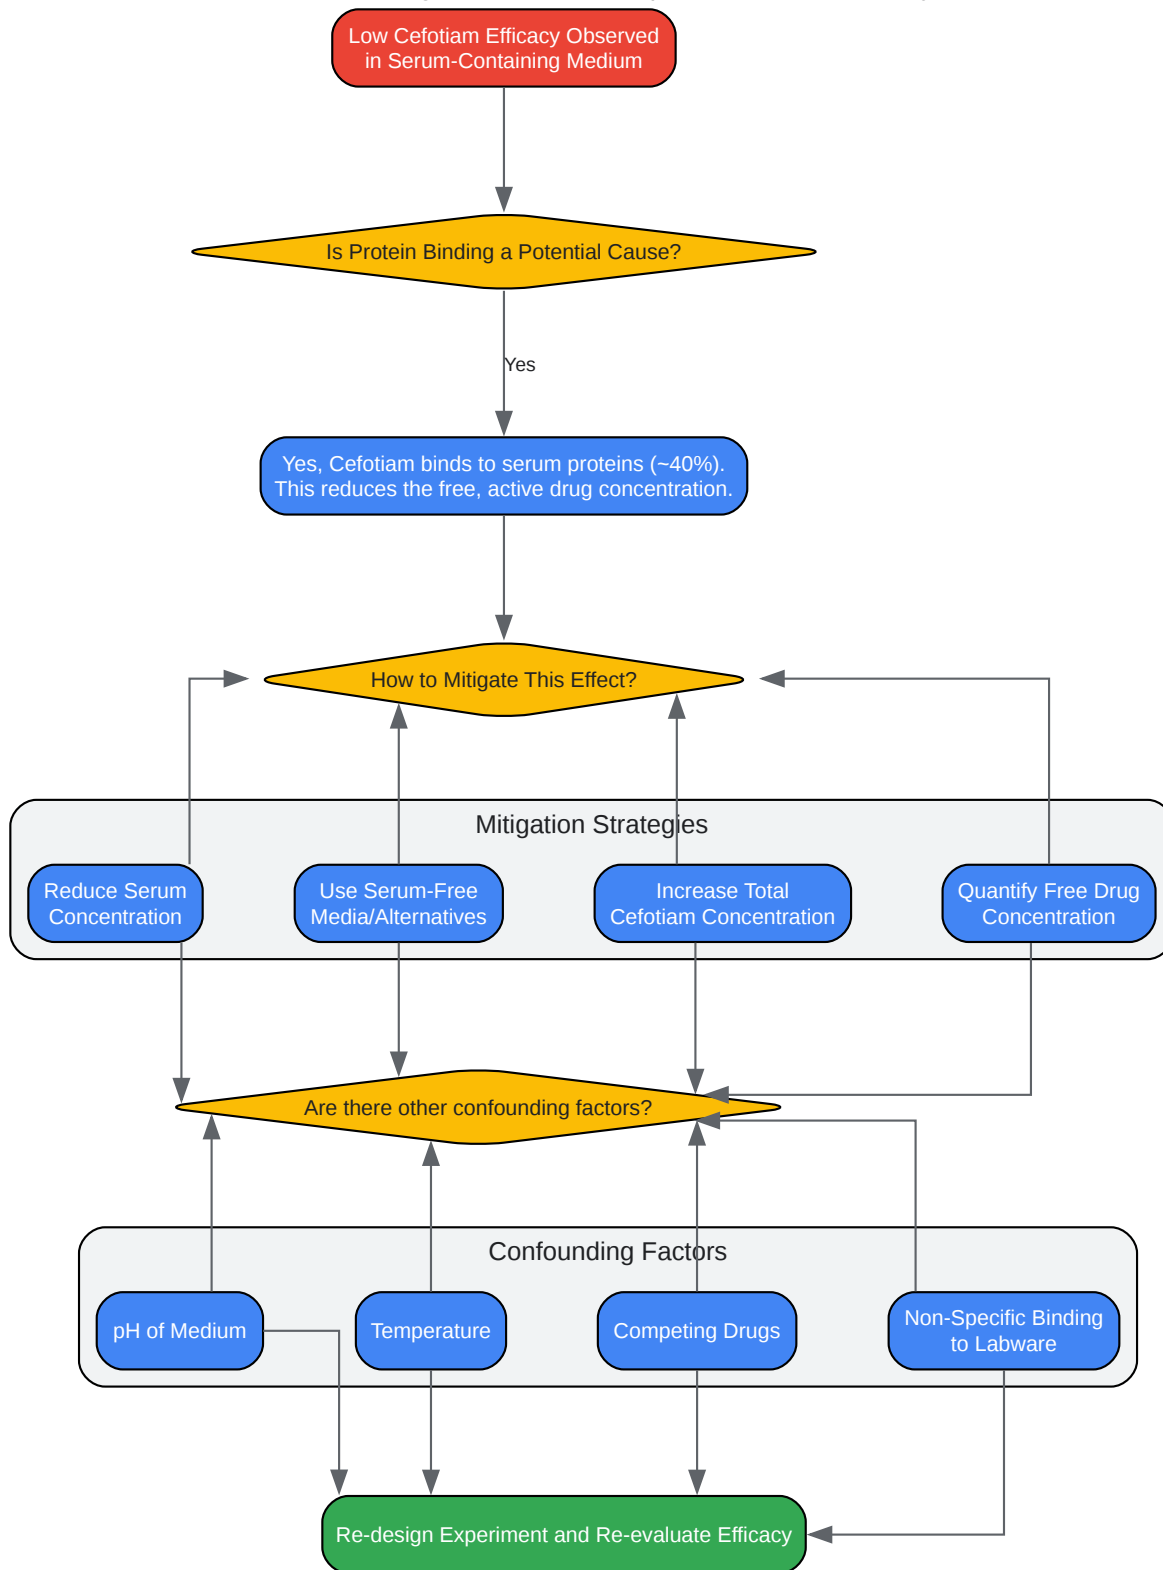 Low Cefotiam Efficacy Observed
in Serum-Containing Medium
Is Protein Binding a Potential Cause?
Yes
Yes, Cefotiam binds to serum proteins (~40%).
This reduces the free, active drug concentration.
How to Mitigate This Effect?
Mitigation Strategies
Reduce Serum
Concentration
Use Serum-Free
Media/Alternatives
Increase Total
Cefotiam Concentration
Quantify Free Drug
Concentration
Are there other confounding factors?
Confounding Factors
pH of Medium
Temperature
Competing Drugs
Non-Specific Binding
to Labware
Re-design Experiment and Re-evaluate Efficacy